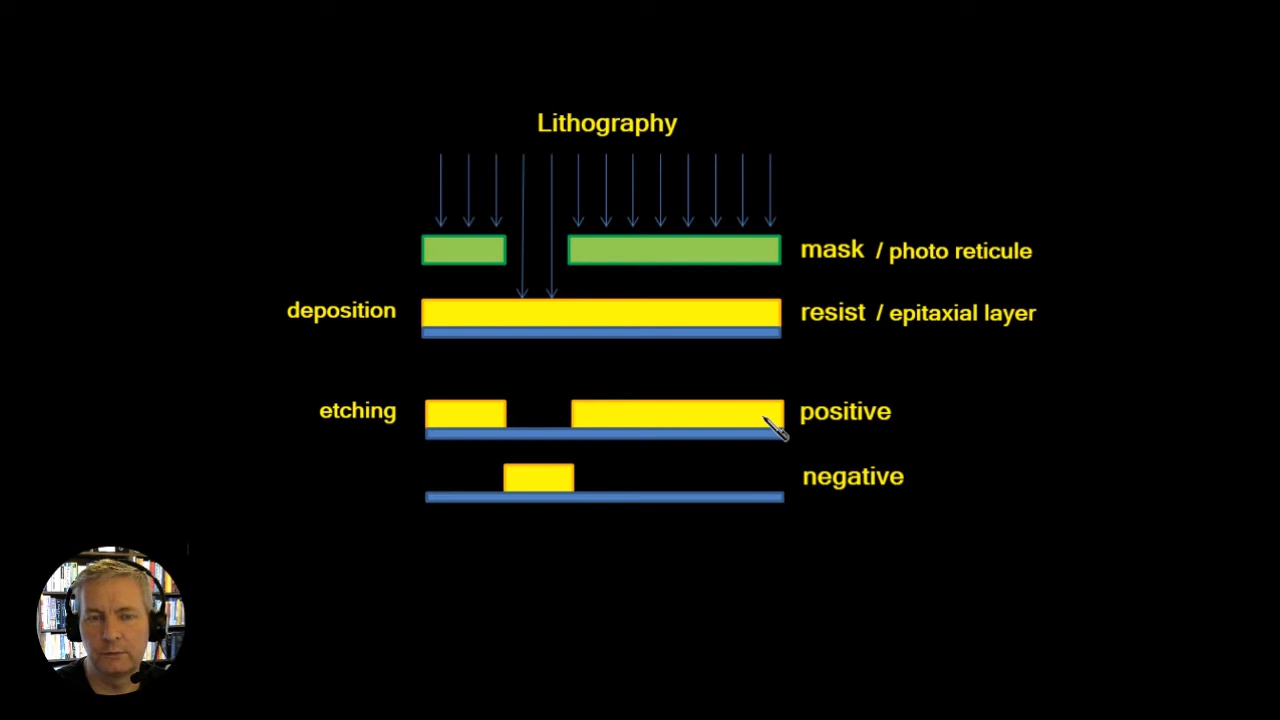 Lithography
mask / photo reticule
deposition
resist / epitaxial layer
etching
positive
negative